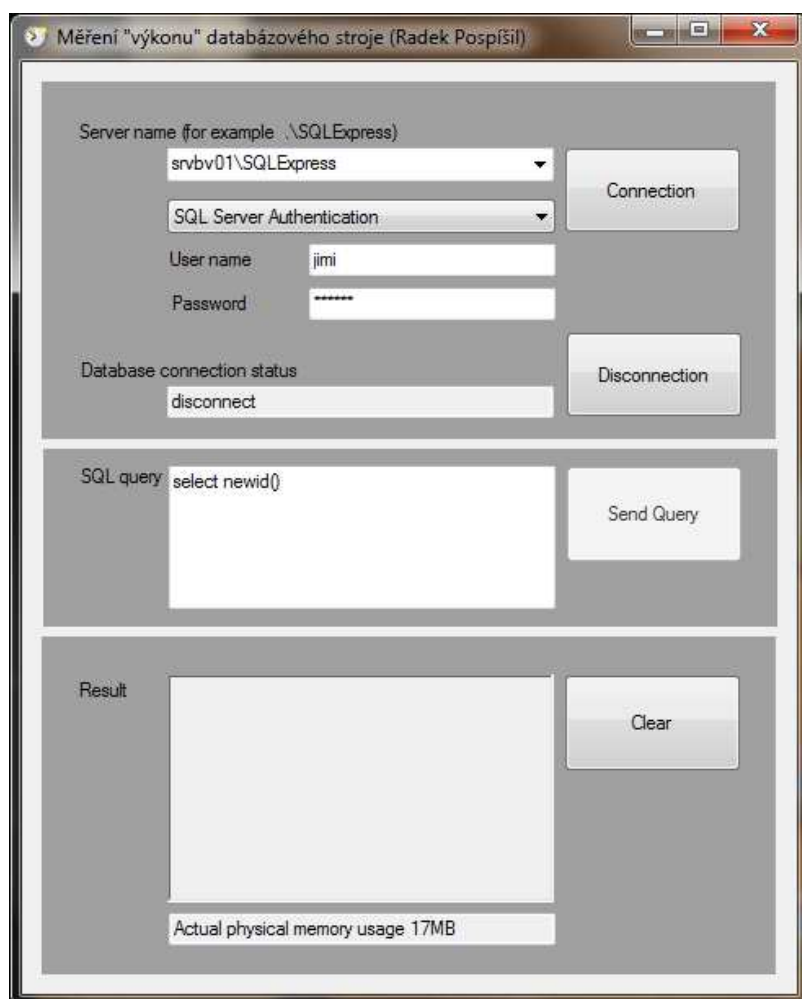 Měření "výkonu" databázového stroje (Radek Pospíšil)
Server name (for example .\SQLExpress)
srvbv01\SQLExpress
Connection
SQL Server Authentication
User name jimi
Password ******
Database connection status
Disconnection
disconnect
SQL query select newid()
Send Query
Result
Clear
Actual physical memory usage 17MB